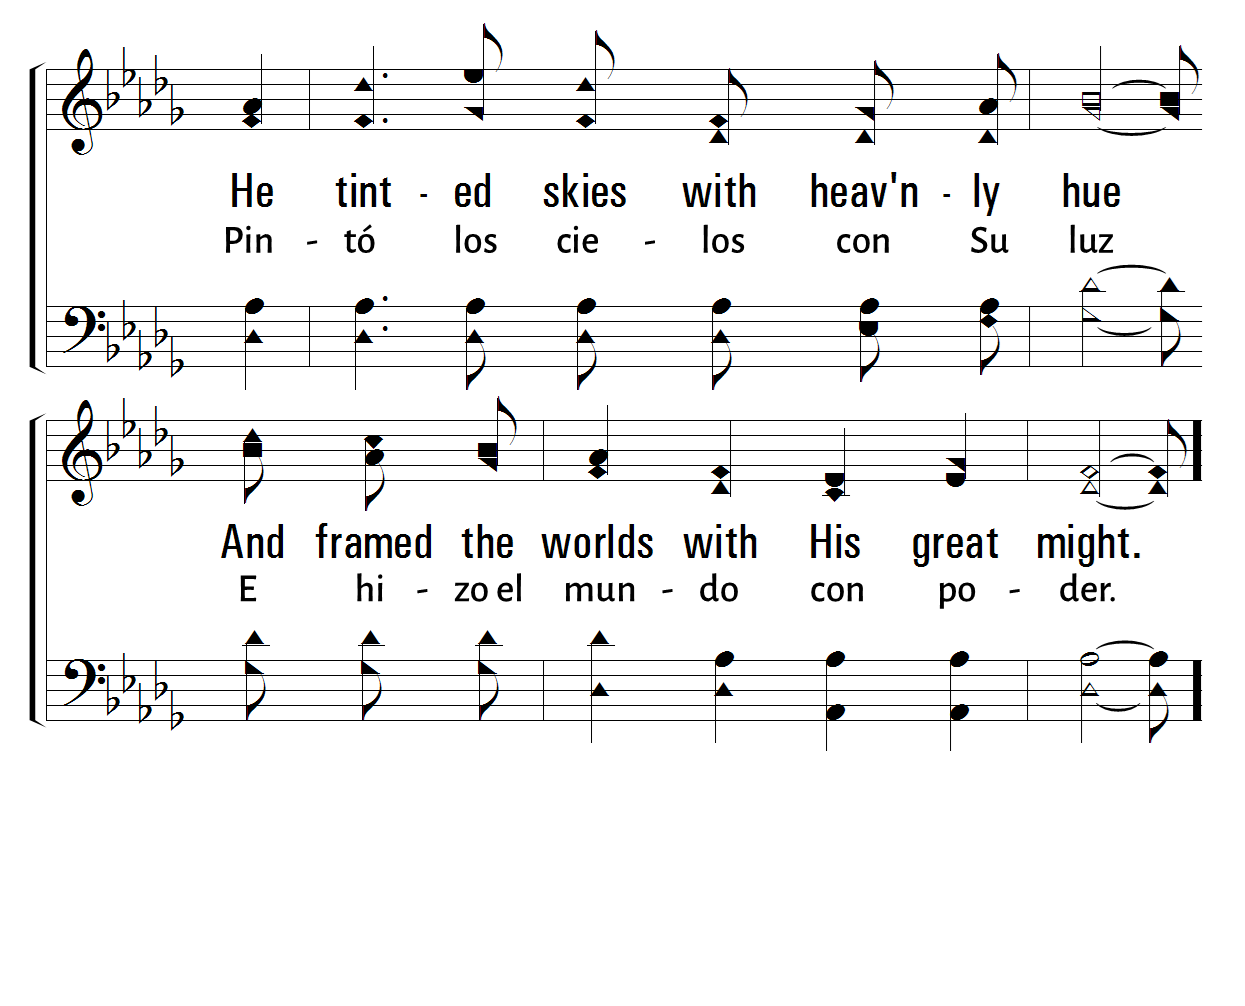 He tint - ed skies with heav'n - ly hue
Pin - tó los cie - los con Su luz
And framed the worlds with His great might.
E hi - zo el mun - do con po - der.